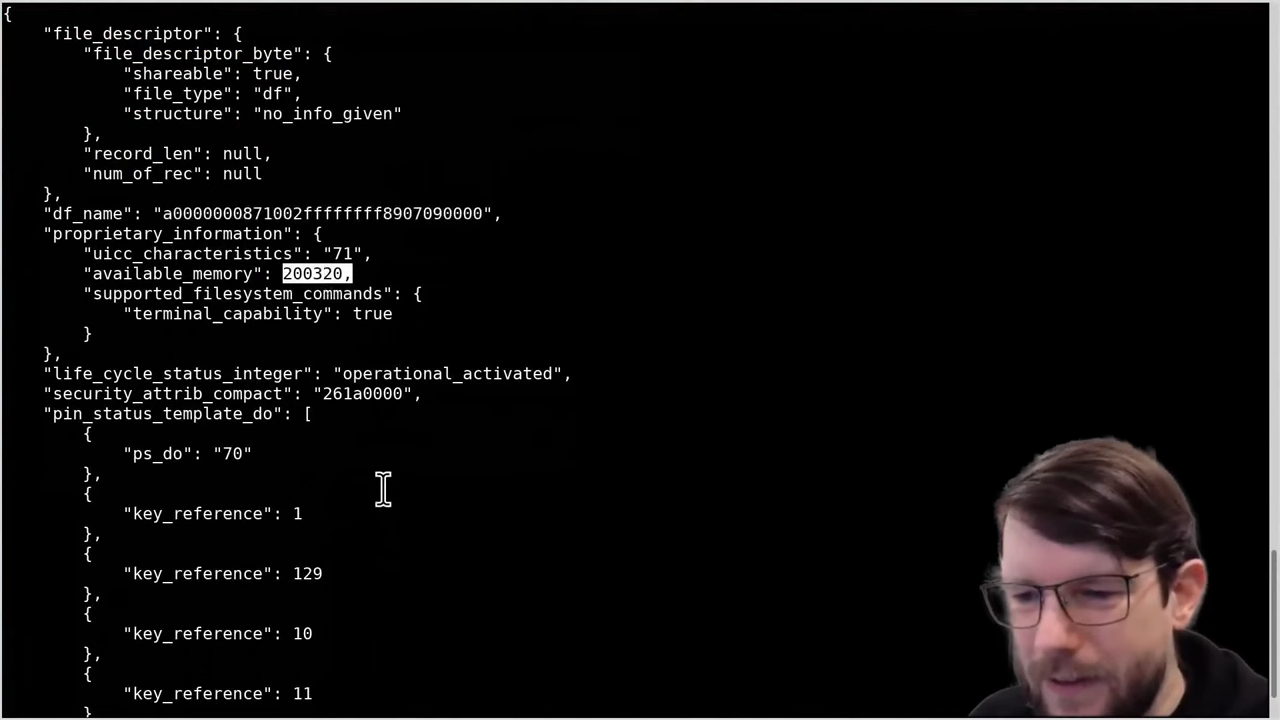 {
"file_descriptor": {
"file_descriptor_byte": {
"shareable": true,
"file_type": "df",
"structure": "no_info_given"
},
"record_len": null,
"num_of_rec": null
},
"df_name": "a0000000871002ffffffff8907090000",
"proprietary_information": {
"uicc_characteristics": "71",
"available_memory": 200320,
"supported_filesystem_commands": {
"terminal_capability": true
}
},
"life_cycle_status_integer": "operational_activated",
"security_attrib_compact": "261a0000",
"pin_status_template_do": [
{
"ps_do": "70"
},
{
"key_reference": 1
},
{
"key_reference": 129
},
{
"key_reference": 10
},
{
"key_reference": 11
}